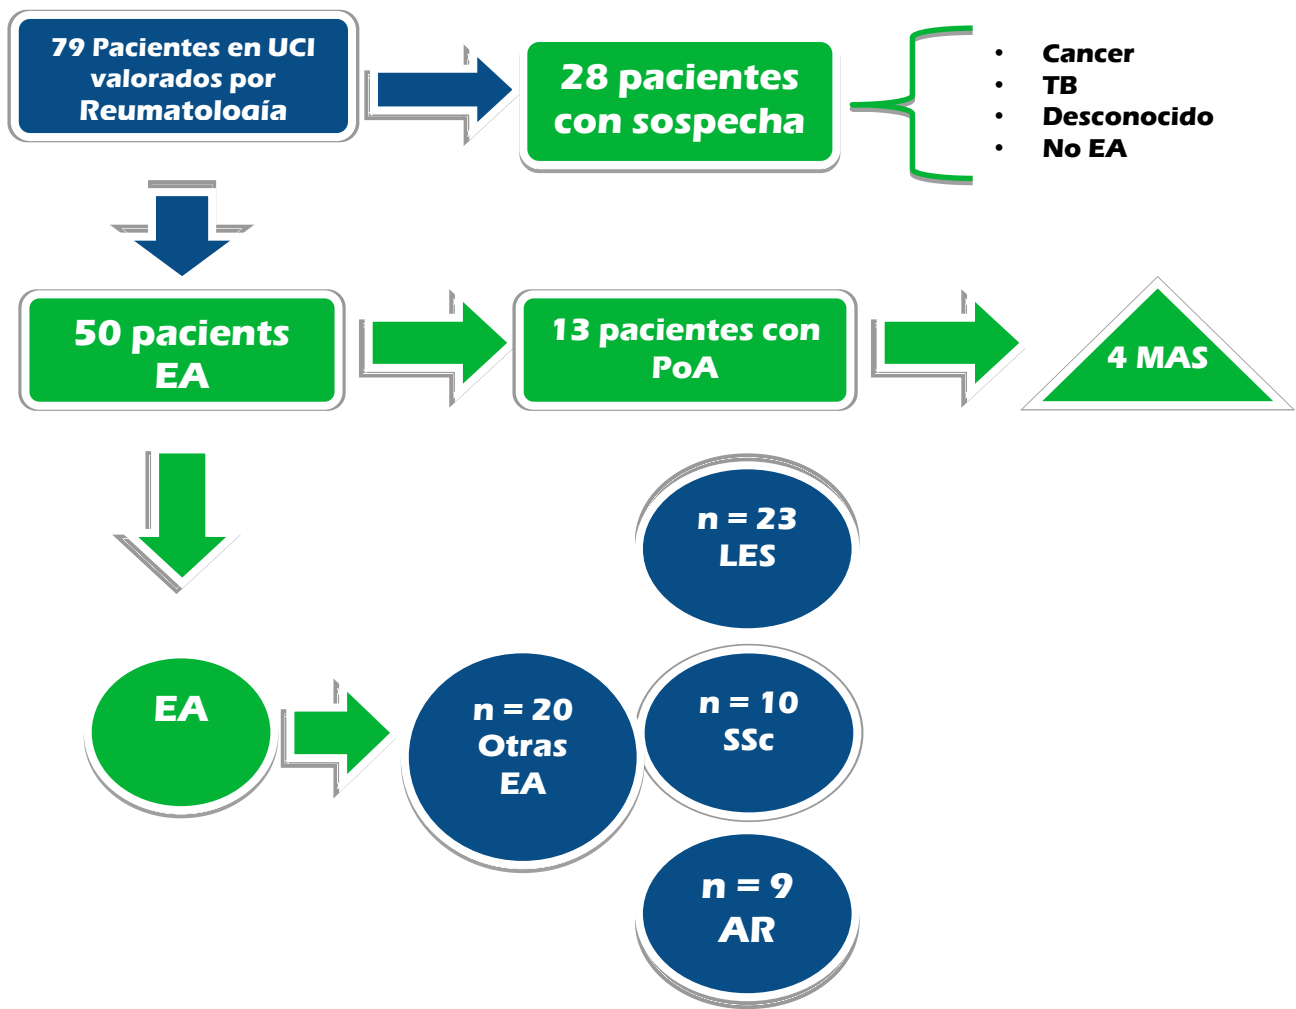 79 Pacientes en UCI
valorados por
Reumatología
28 pacientes
con sospecha
• Cancer
• TB
• Desconocido
• No EA
50 pacients
EA
13 pacientes con
PoA
4 MAS
n = 23
LES
EA
n = 20
Otras
EA
n = 10
SSc
n = 9
AR